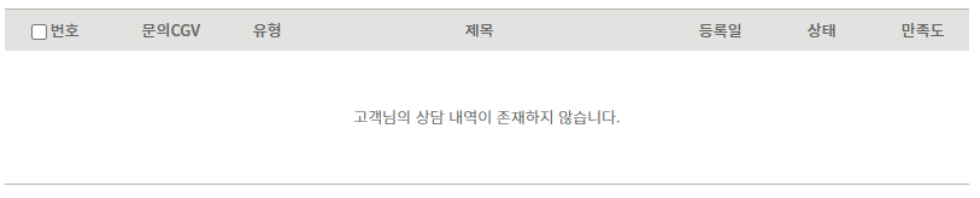 번호 문의CGV 유형 제목 등록일 상태 만족도
고객님의 상담 내역이 존재하지 않습니다.